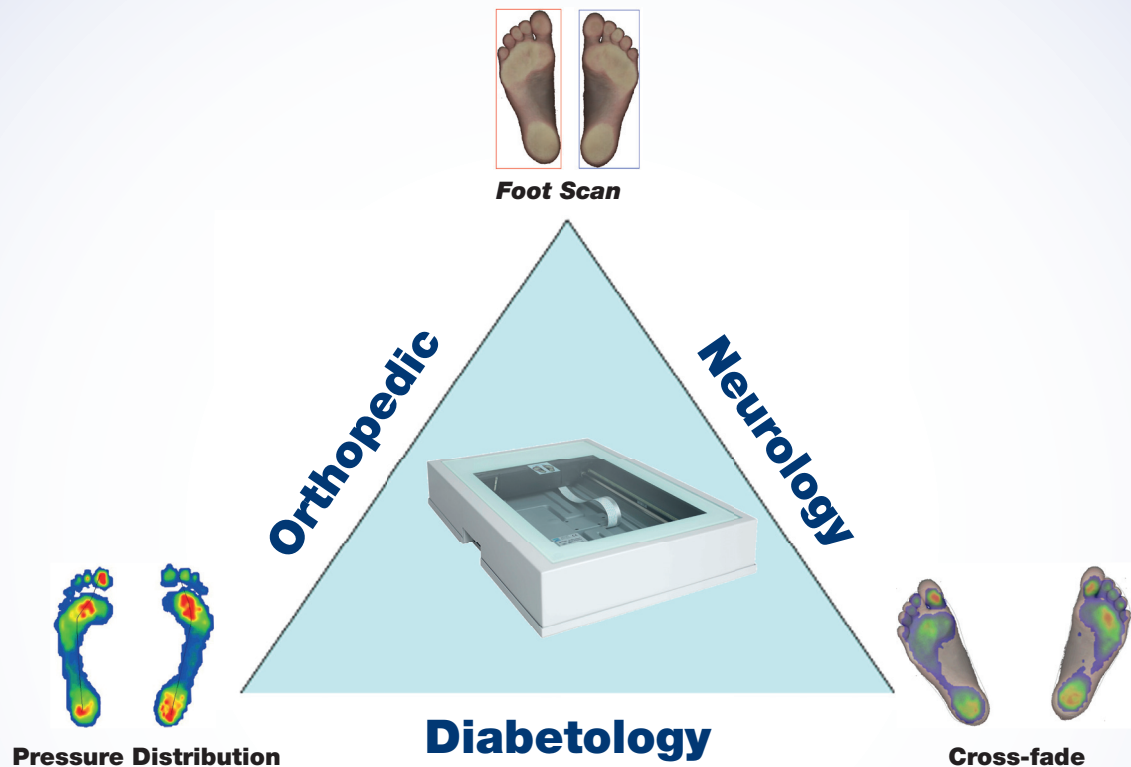 Foot Scan
Orthopedic
Neurology
Diabetology
Pressure Distribution
Cross-fade